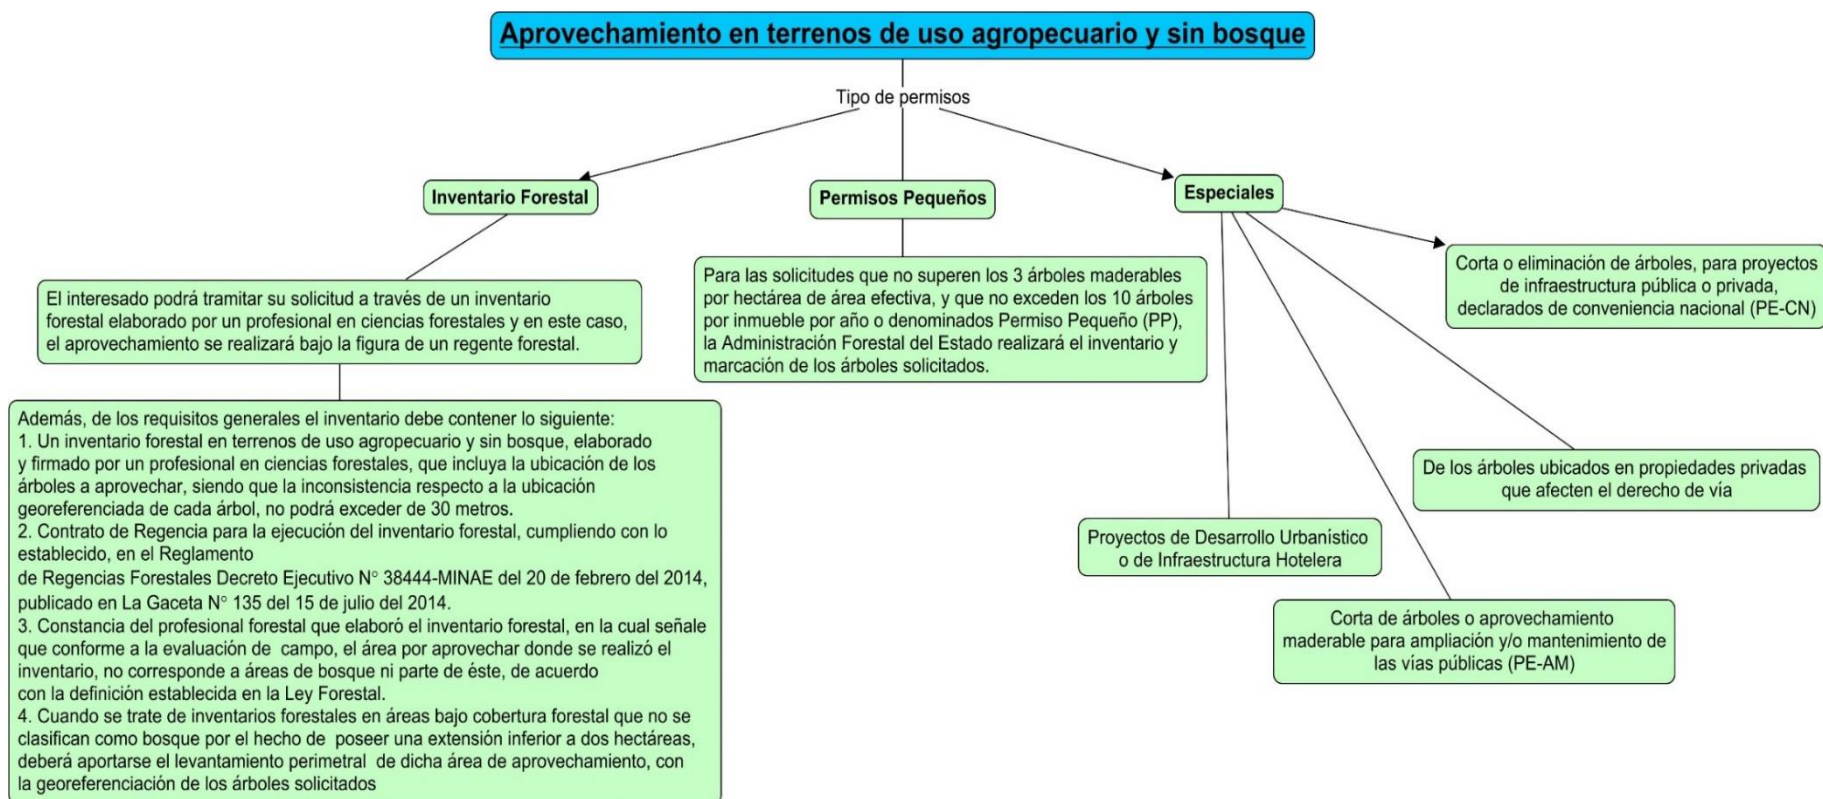 Aprovechamiento en terrenos de uso agropecuario y sin bosque
Tipo de permisos
Inventario Forestal
Permisos Pequeños
Especiales
El interesado podrá tramitar su solicitud a través de un inventario
forestal elaborado por un profesional en ciencias forestales y en este caso,
el aprovechamiento se realizará bajo la figura de un regente forestal.
Además, de los requisitos generales el inventario debe contener lo siguiente:
1. Un inventario forestal en terrenos de uso agropecuario y sin bosque, elaborado
y firmado por un profesional en ciencias forestales, que incluya la ubicación de los
árboles a aprovechar, siendo que la inconsistencia respecto a la ubicación
georeferenciada de cada árbol, no podrá exceder de 30 metros.
2. Contrato de Regencia para la ejecución del inventario forestal, cumpliendo con lo
establecido, en el Reglamento
de Regencias Forestales Decreto Ejecutivo N° 38444-MINAE del 20 de febrero del 2014,
publicado en La Gaceta N° 135 del 15 de julio del 2014.
3. Constancia del profesional forestal que elaboró el inventario forestal, en la cual señale
que conforme a la evaluación de campo, el área por aprovechar donde se realizó el
inventario, no corresponde a áreas de bosque ni parte de éste, de acuerdo
con la definición establecida en la Ley Forestal.
4. Cuando se trate de inventarios forestales en áreas bajo cobertura forestal que no se
clasifican como bosque por el hecho de poseer una extensión inferior a dos hectáreas,
deberá aportarse el levantamiento perimetral de dicha área de aprovechamiento, con
la georeferenciación de los árboles solicitados
Para las solicitudes que no superen los 3 árboles maderables
por hectárea de área efectiva, y que no exceden los 10 árboles
por inmueble por año o denominados Permiso Pequeño (PP),
la Administración Forestal del Estado realizará el inventario y
marcación de los árboles solicitados.
Corta o eliminación de árboles, para proyectos
de infraestructura pública o privada,
declarados de conveniencia nacional (PE-CN)
De los árboles ubicados en propiedades privadas
que afecten el derecho de vía
Proyectos de Desarrollo Urbanístico
o de Infraestructura Hotelera
Corta de árboles o aprovechamiento
maderable para ampliación y/o mantenimiento de
las vías públicas (PE-AM)